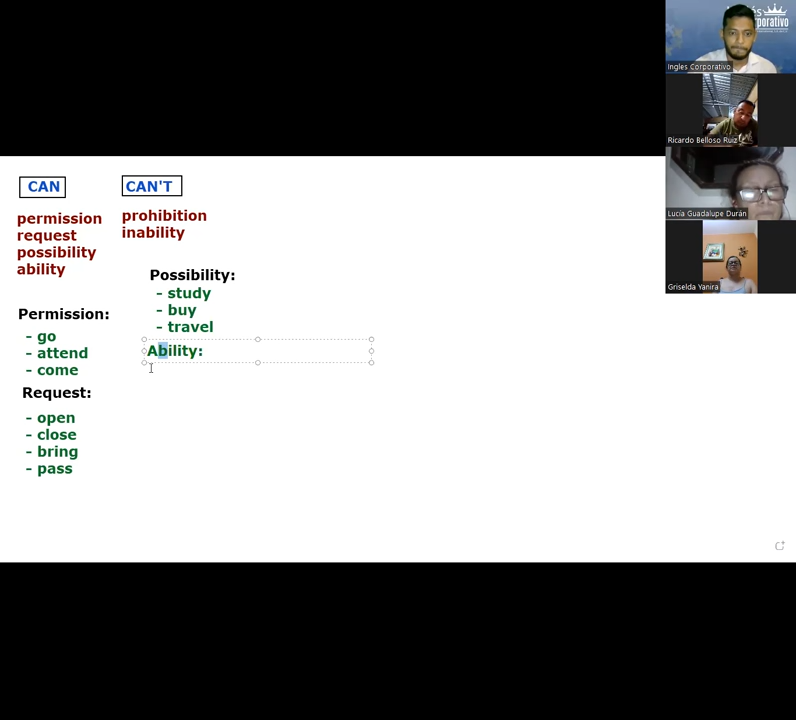 CAN
CAN'T
permission
request
possibility
ability
prohibition
inability
Permission:
- go
- attend
- come
Request:
- open
- close
- bring
- pass
Possibility:
- study
- buy
- travel
Ability:
Ingles Corporativo
Ricardo Belloso Ruiz
Lucía Guadalupe Durán
Griselda Yanira